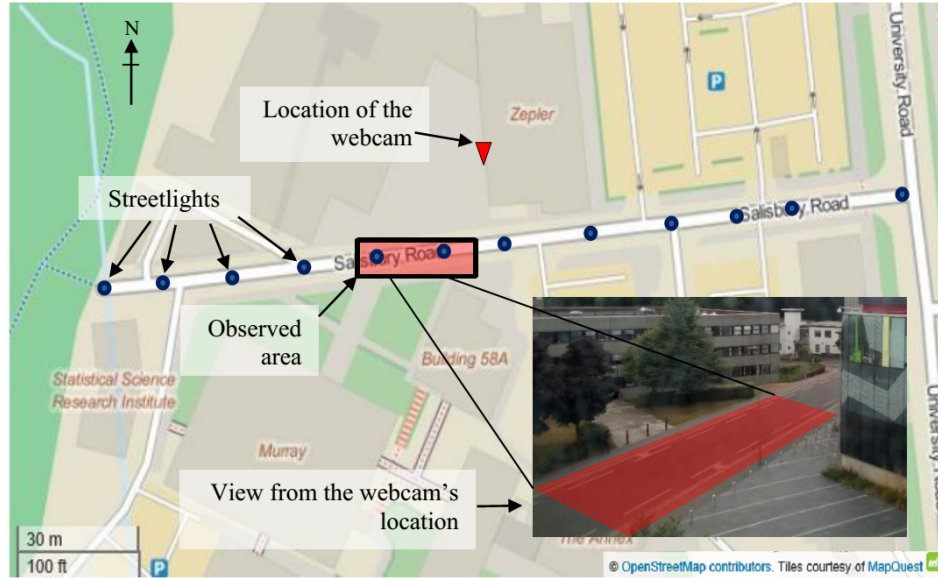 N
University Road
P
Location of the
webcam
Zepler
Streetlights
Salisbury Road
Salisbury Road
Observed
area
Building 58A
Statistical Science
Research Institute
Murray
View from the webcam's
location
The Annex
University
30 m
100 ft
P
© OpenStreetMap contributors. Tiles courtesy of MapQuest